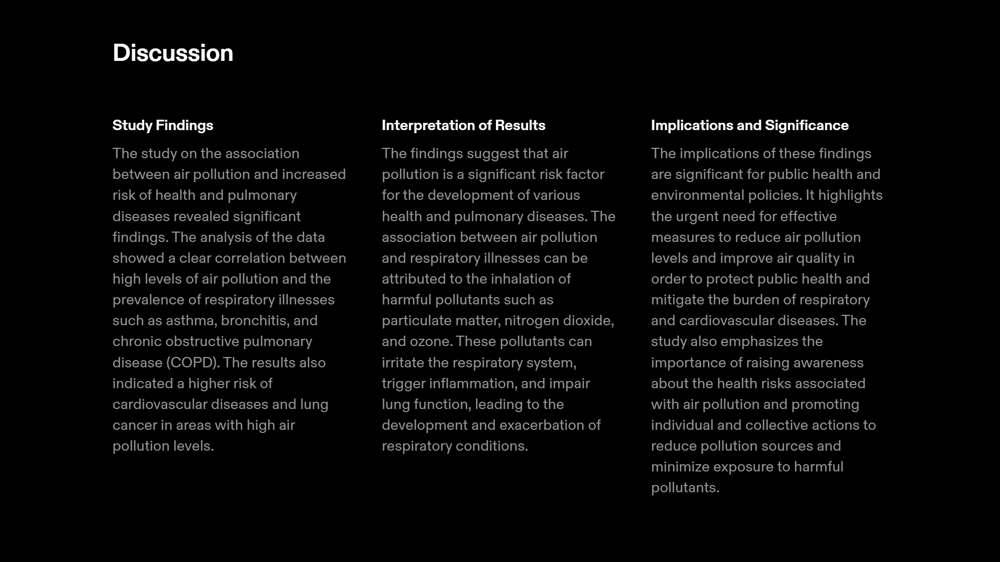 Discussion
Study Findings
The study on the association
between air pollution and increased
risk of health and pulmonary
diseases revealed significant
findings. The analysis of the data
showed a clear correlation between
high levels of air pollution and the
prevalence of respiratory illnesses
such as asthma, bronchitis, and
chronic obstructive pulmonary
disease (COPD). The results also
indicated a higher risk of
cardiovascular diseases and lung
cancer in areas with high air
pollution levels.
Interpretation of Results
The findings suggest that air
pollution is a significant risk factor
for the development of various
health and pulmonary diseases. The
association between air pollution
and respiratory illnesses can be
attributed to the inhalation of
harmful pollutants such as
particulate matter, nitrogen dioxide,
and ozone. These pollutants can
irritate the respiratory system,
trigger inflammation, and impair
lung function, leading to the
development and exacerbation of
respiratory conditions.
Implications and Significance
The implications of these findings
are significant for public health and
environmental policies. It highlights
the urgent need for effective
measures to reduce air pollution
levels and improve air quality in
order to protect public health and
mitigate the burden of respiratory
and cardiovascular diseases. The
study also emphasizes the
importance of raising awareness
about the health risks associated
with air pollution and promoting
individual and collective actions to
reduce pollution sources and
minimize exposure to harmful
pollutants.